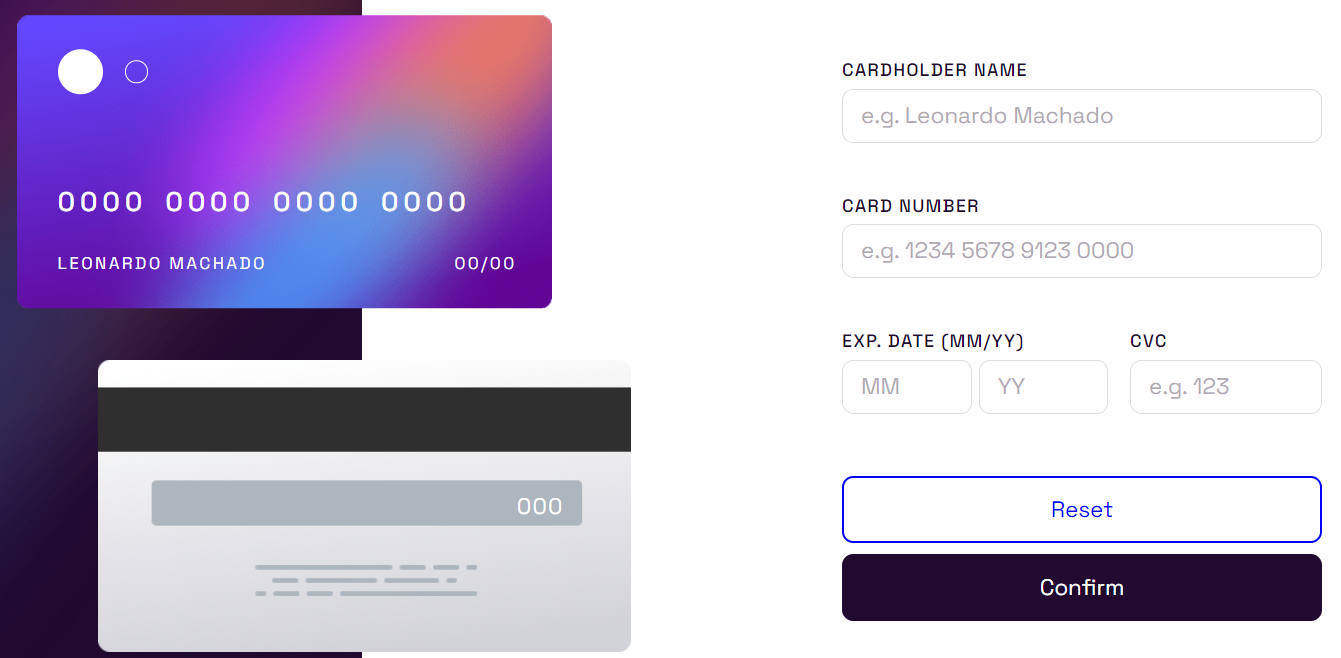 0000 0000 0000 0000
LEONARDO MACHADO 00/00
000
CARDHOLDER NAME
e.g. Leonardo Machado
CARD NUMBER
e.g. 1234 5678 9123 0000
EXP. DATE (MM/YY) CVC
MM YY e.g. 123
Reset
Confirm